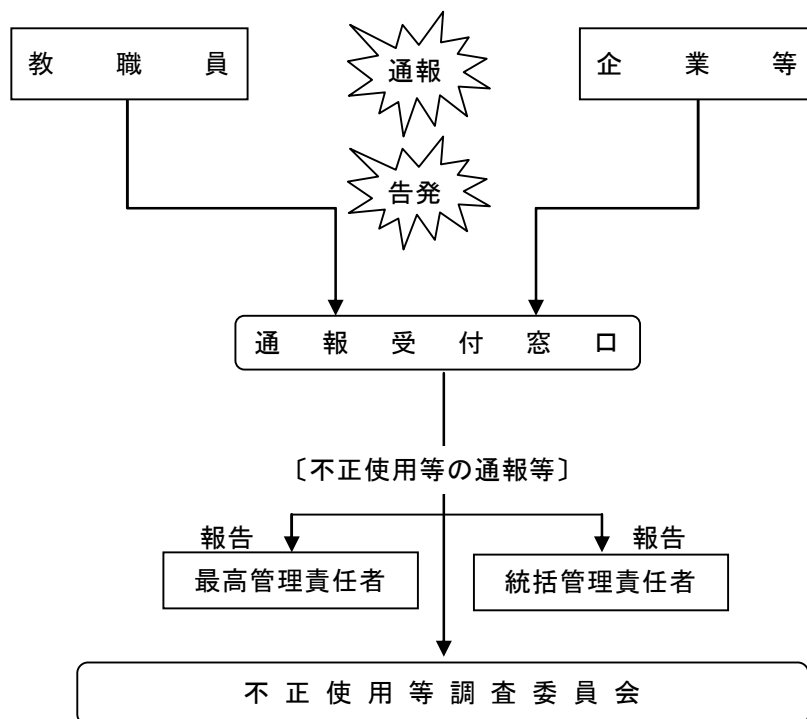 教職員
通報
企業等
告発
通報受付窓口
〔不正使用等の通報等〕
報告
報告
最高管理責任者
統括管理責任者
不正使用等調査委員会